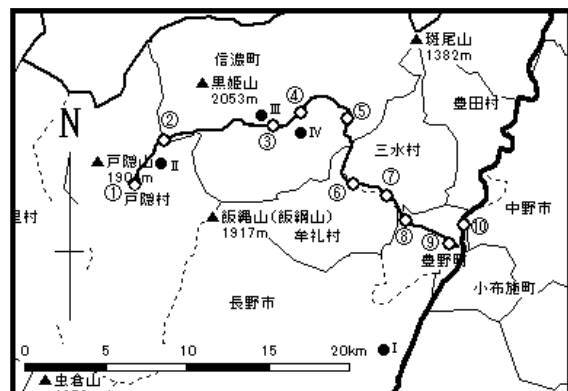 斑尾山
1382m
信濃町
黒姫山
2053m
豊田村
④
III
⑤
②
③
IV
N
戸隠山
II
三水村
①
戸隠村
⑥
⑦
中野市
飯縄山(飯綱山)
1917m
牟礼村
⑧
⑨
⑩
豊野町
小布施町
長野市
0 5 10 15 20km
I
虫倉山